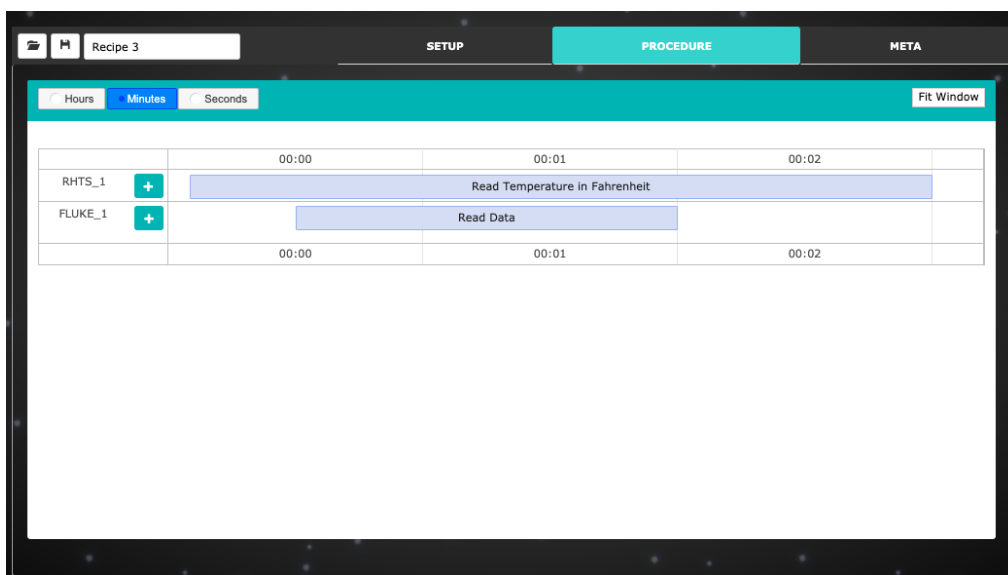 Recipe 3
SETUP
PROCEDURE
META
Hours
Minutes
Seconds
Fit Window
00:00 00:01 00:02
RHTS_1 + Read Temperature in Fahrenheit
FLUKE_1 + Read Data
00:00 00:01 00:02